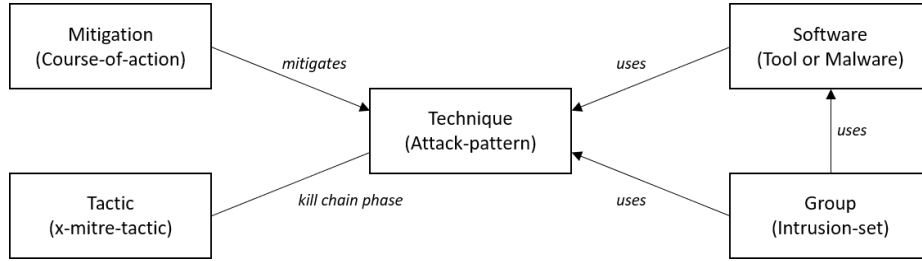 Mitigation
(Course-of-action)
Software
(Tool or Malware)
mitigates
uses
Technique
(Attack-pattern)
uses
Tactic
(x-mitre-tactic)
kill chain phase
uses
Group
(Intrusion-set)